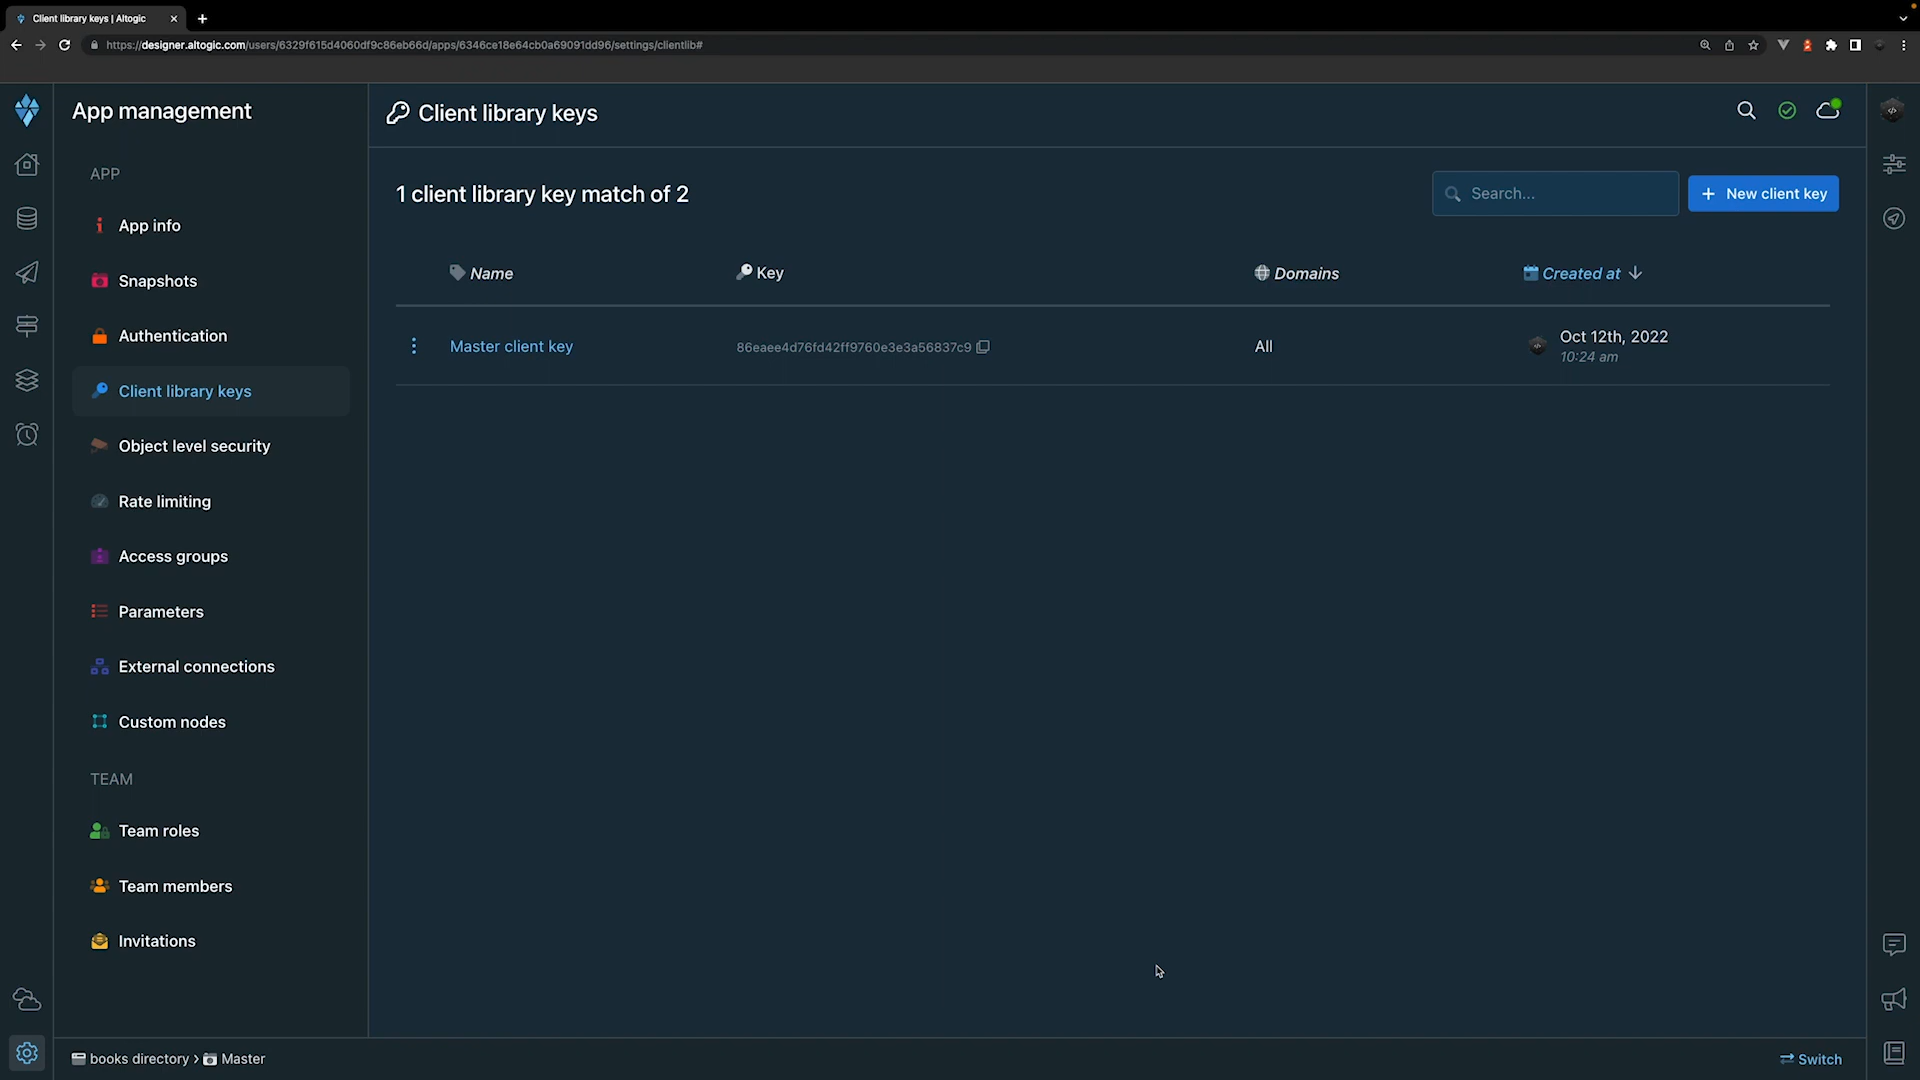 Client library keys | Altogic
https://designer.altogic.com/users/6329f615d4060df9c86eb66d/apps/6346ce18e64cb0a69091dd96/settings/clientlib#
App management
Client library keys
APP
App info
Snapshots
Authentication
Client library keys
Object level security
Rate limiting
Access groups
Parameters
External connections
Custom nodes
TEAM
Team roles
Team members
Invitations
1 client library key match of 2
Search...
+ New client key
Name
Key
Domains
Created at
Master client key
86eaee4d76fd42ff9760e3e3a56837c9
All
Oct 12th, 2022
10:24 am
books directory > Master
Switch